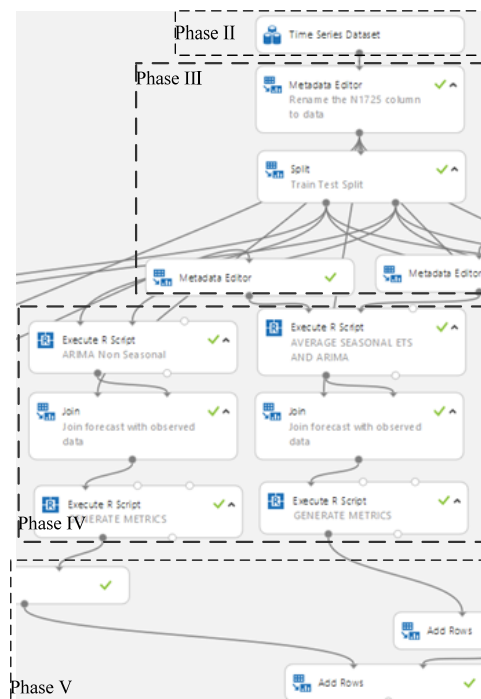 Phase II
Time Series Dataset
Phase III
Metadata Editor
Rename the N1725 column
to data
Split
Train Test Split
Metadata Editor
Metadata Editor
Execute R Script
ARIMA Non Seasonal
Execute R Script
AVERAGE SEASONAL ETS
AND ARIMA
Join
Join forecast with observed
data
Join
Join forecast with observed
data
Execute R Script
GENERATE METRICS
Execute R Script
GENERATE METRICS
Phase IV
Add Rows
Add Rows
Phase V